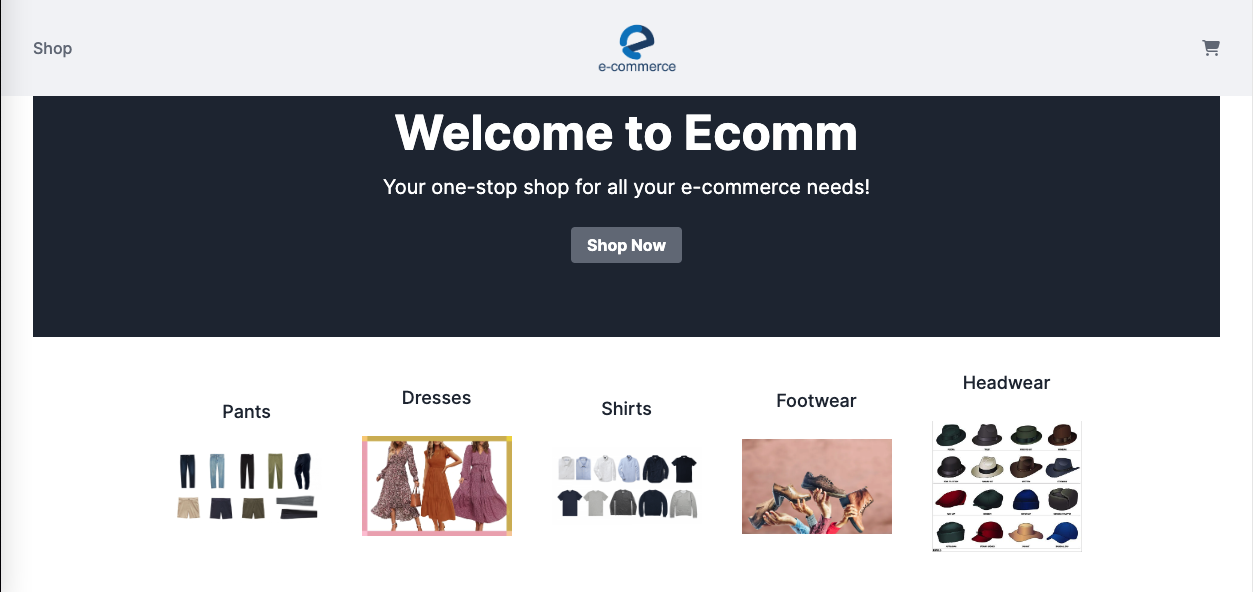 Shop
e-commerce
Welcome to Ecomm
Your one-stop shop for all your e-commerce needs!
Shop Now
Pants
Dresses
Shirts
Footwear
Headwear